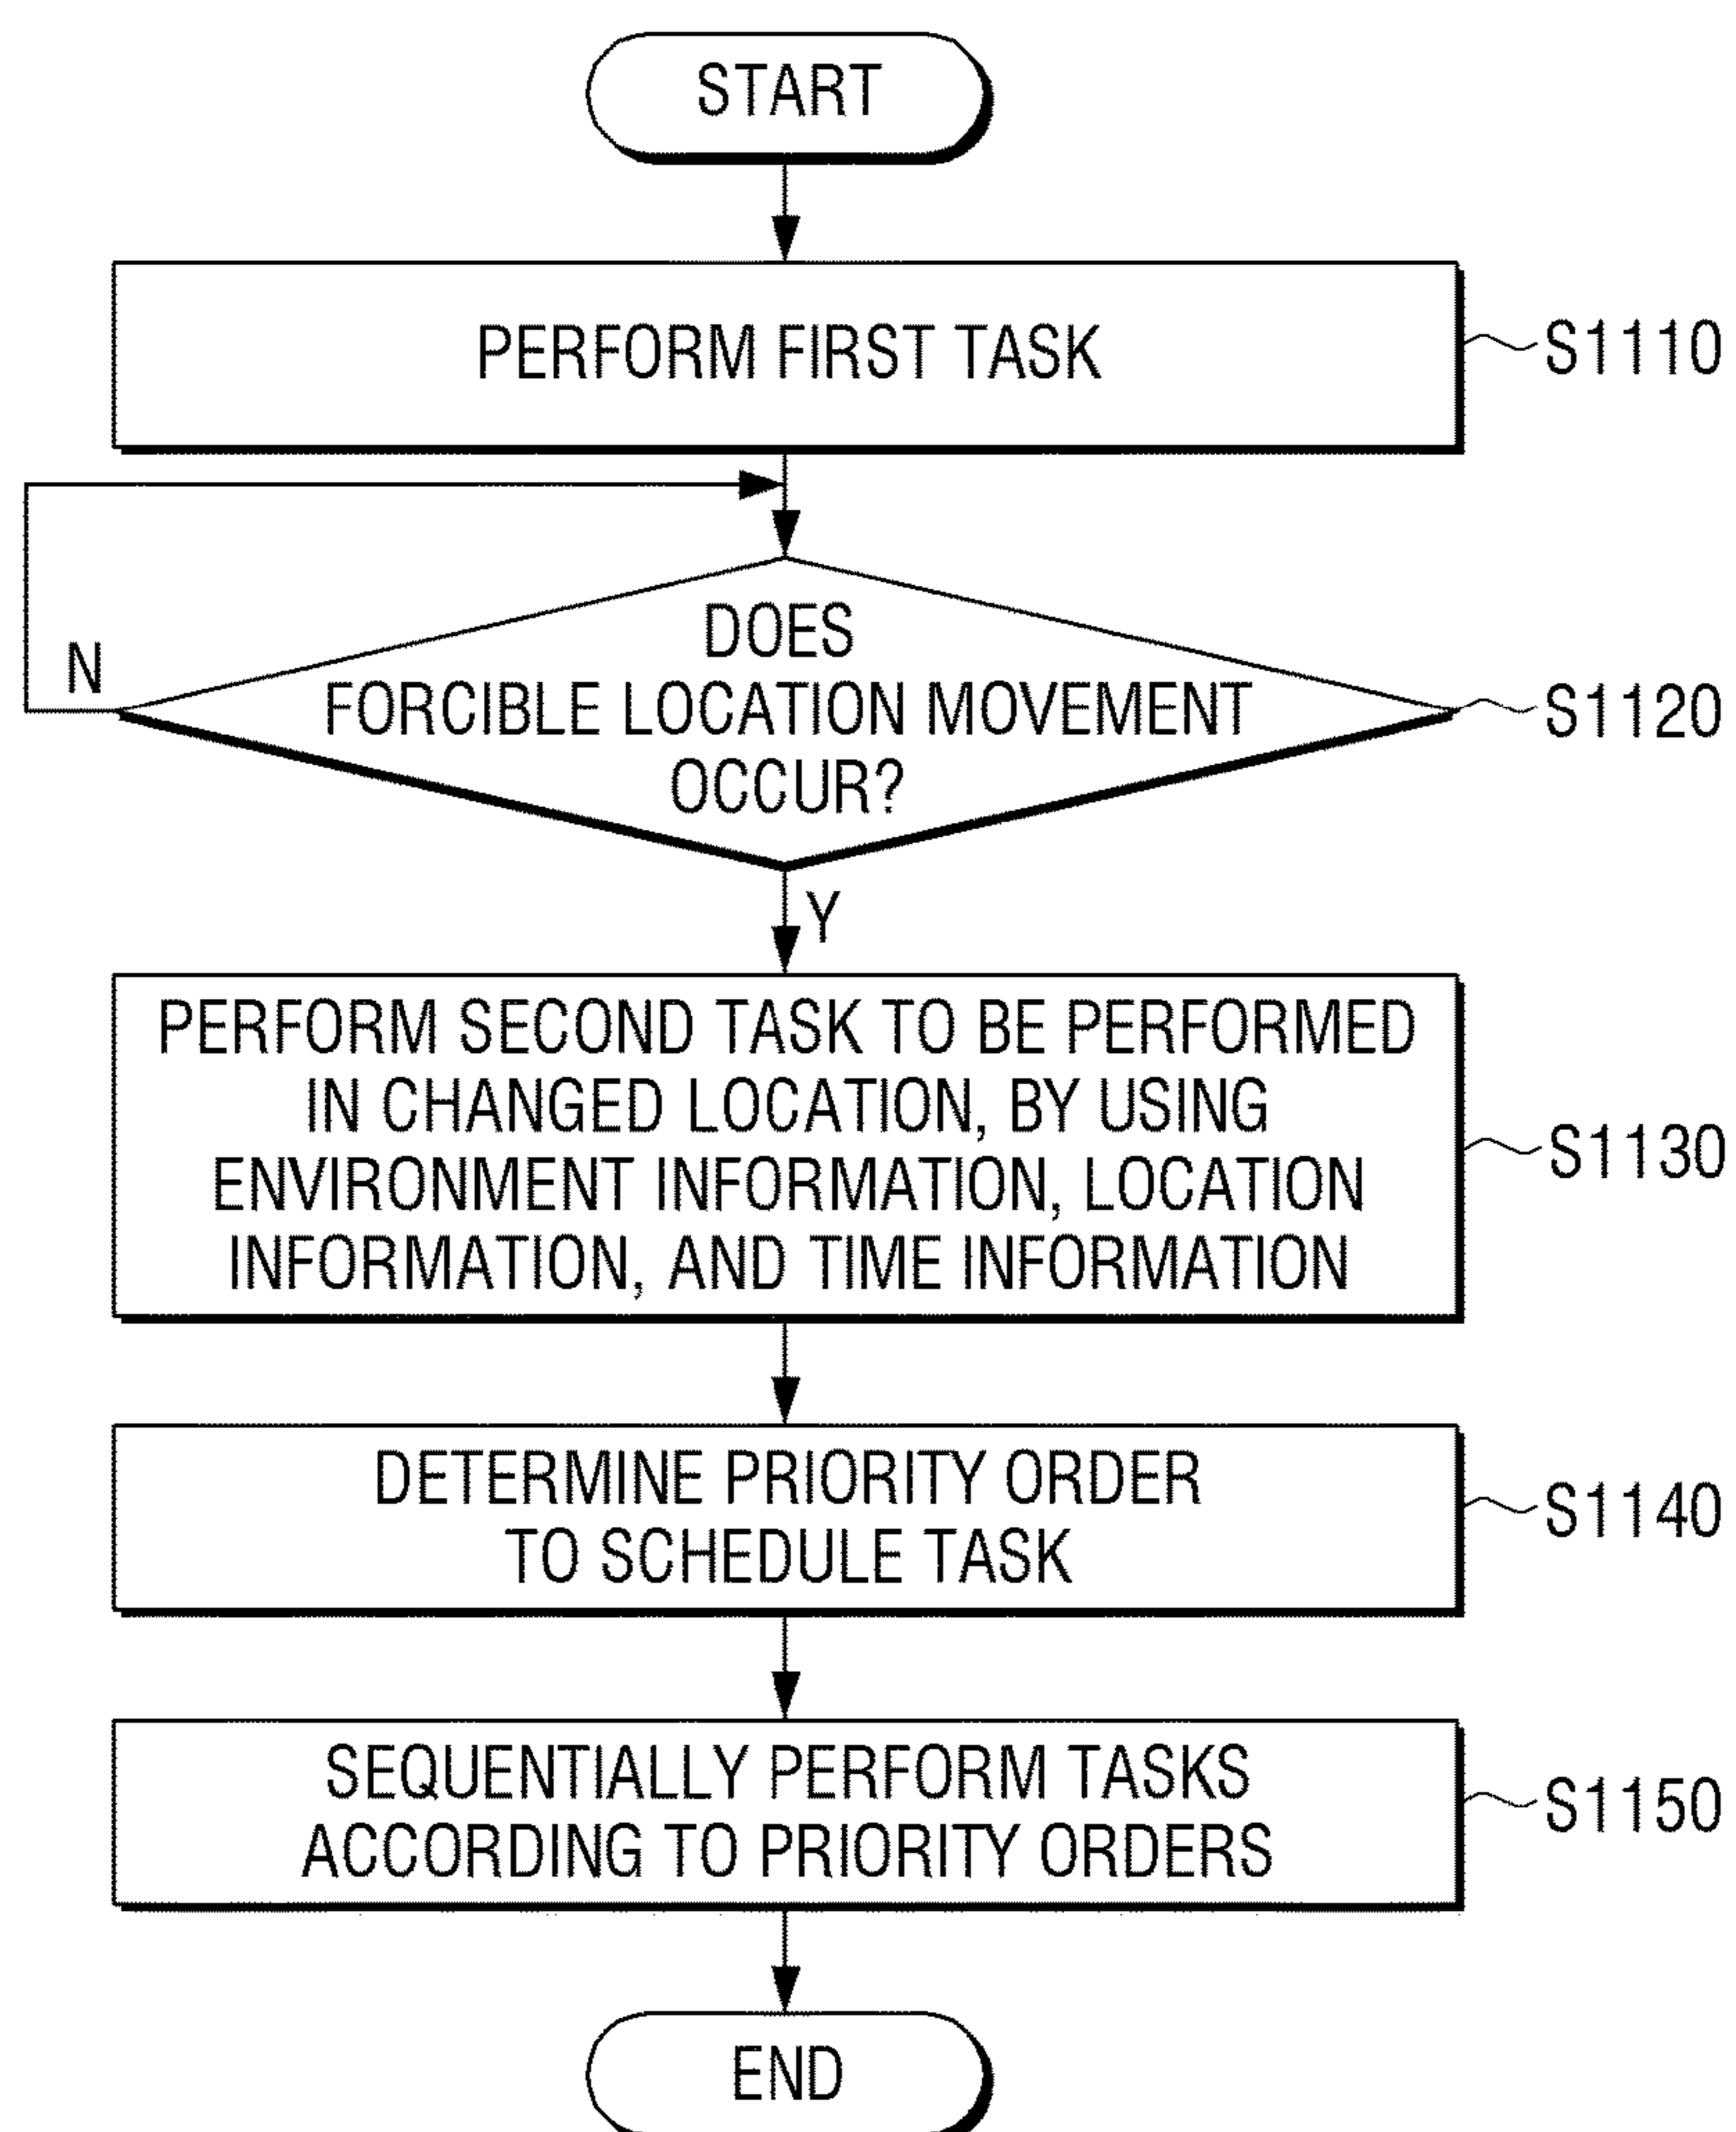 START
PERFORM FIRST TASK
S1110
DOES
FORCIBLE LOCATION MOVEMENT
OCCUR?
N
S1120
Y
PERFORM SECOND TASK TO BE PERFORMED
IN CHANGED LOCATION, BY USING
ENVIRONMENT INFORMATION, LOCATION
INFORMATION, AND TIME INFORMATION
S1130
DETERMINE PRIORITY ORDER
TO SCHEDULE TASK
S1140
SEQUENTIALLY PERFORM TASKS
ACCORDING TO PRIORITY ORDERS
S1150
END